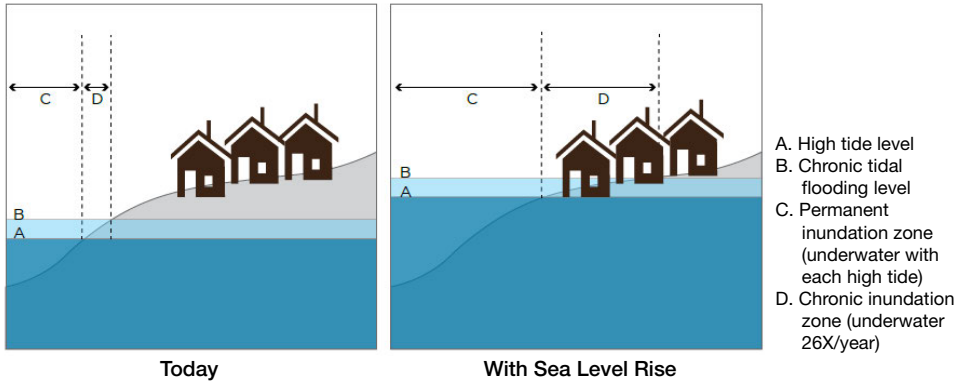 C
D
B
A
Today
C
D
B
A
With Sea Level Rise
A. High tide level
B. Chronic tidal
flooding level
C. Permanent
inundation zone
(underwater with
each high tide)
D. Chronic inundation
zone (underwater
26X/year)